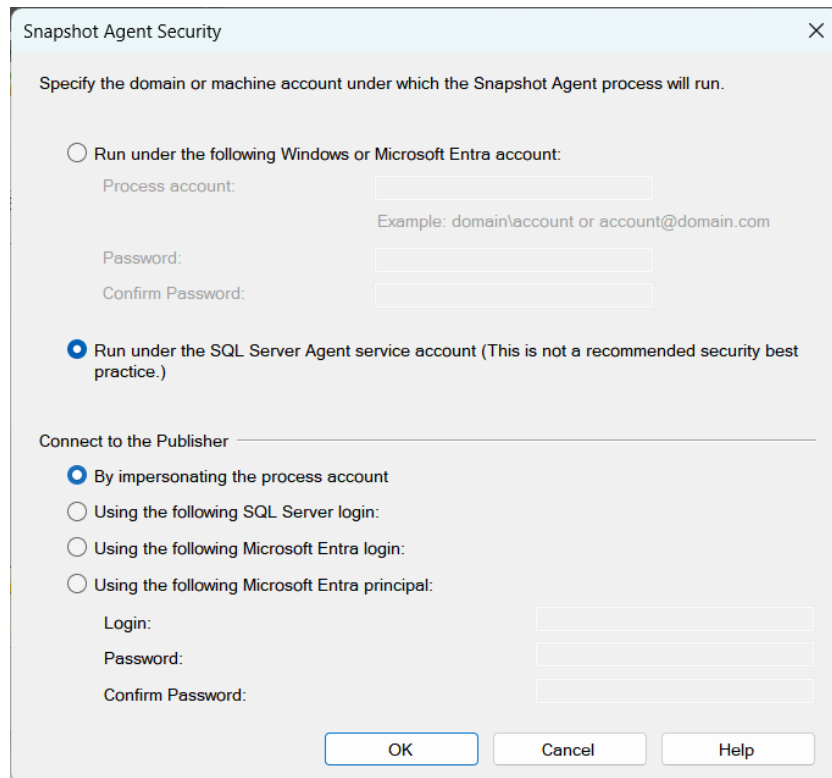 Snapshot Agent Security
Specify the domain or machine account under which the Snapshot Agent process will run.
Run under the following Windows or Microsoft Entra account:
Process account:
Example: domain\account or account@domain.com
Password:
Confirm Password:
Run under the SQL Server Agent service account (This is not a recommended security best
practice.)
Connect to the Publisher
By impersonating the process account
Using the following SQL Server login:
Using the following Microsoft Entra login:
Using the following Microsoft Entra principal:
Login:
Password:
Confirm Password:
OK Cancel Help